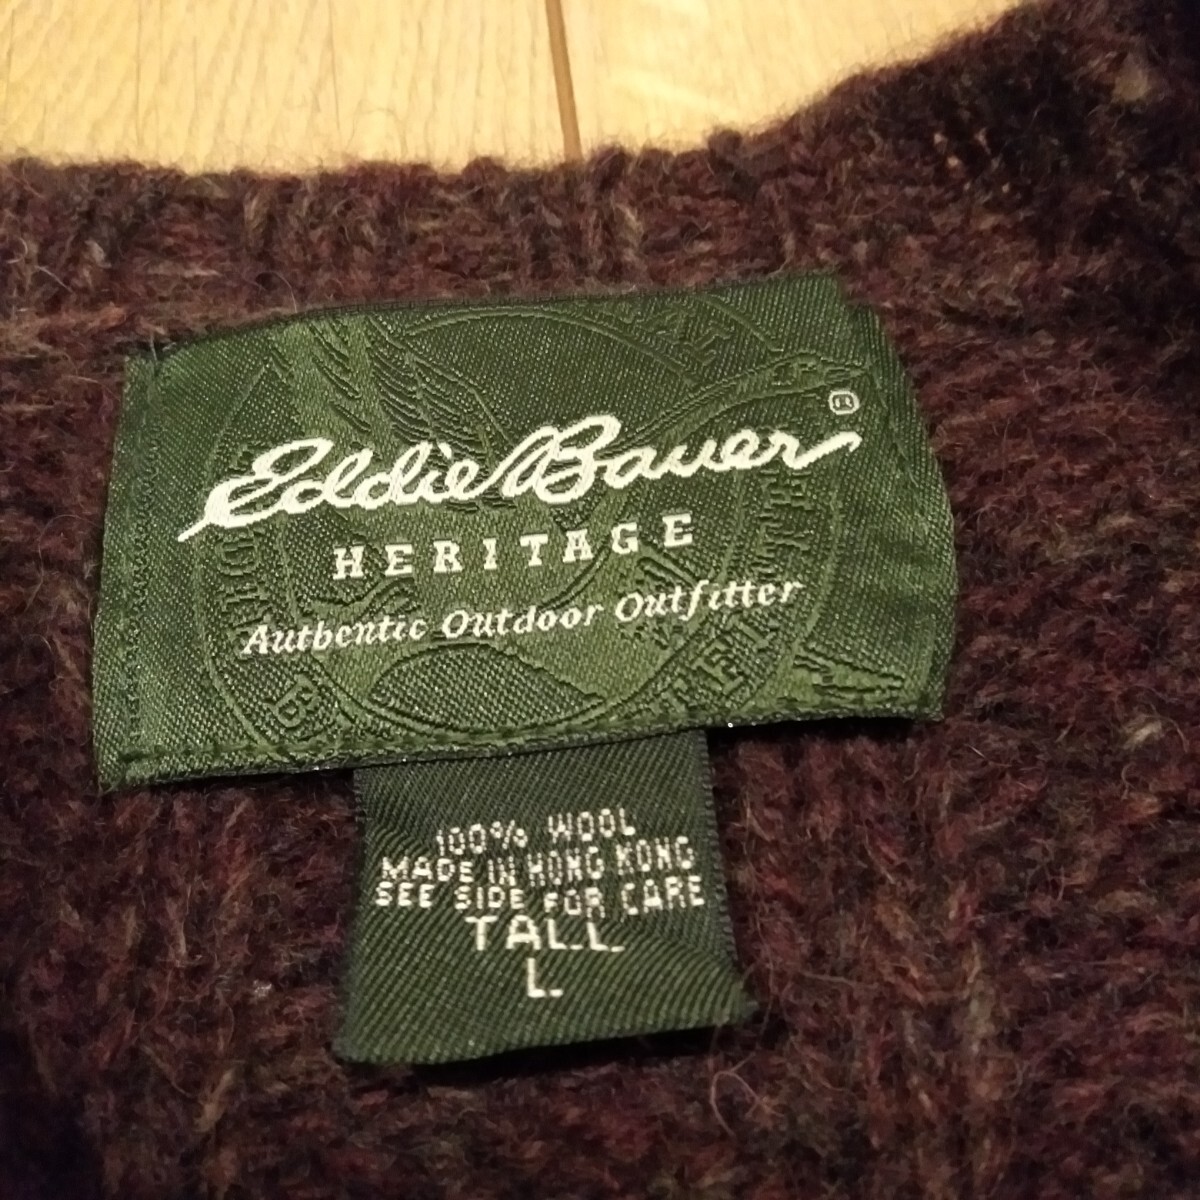 Eddie Bauer ®
HERITAGE
Authentic Outdoor Outfitter
100% WOOL
MADE IN HONG KONG
SEE SIDE FOR CARE
TALL
L